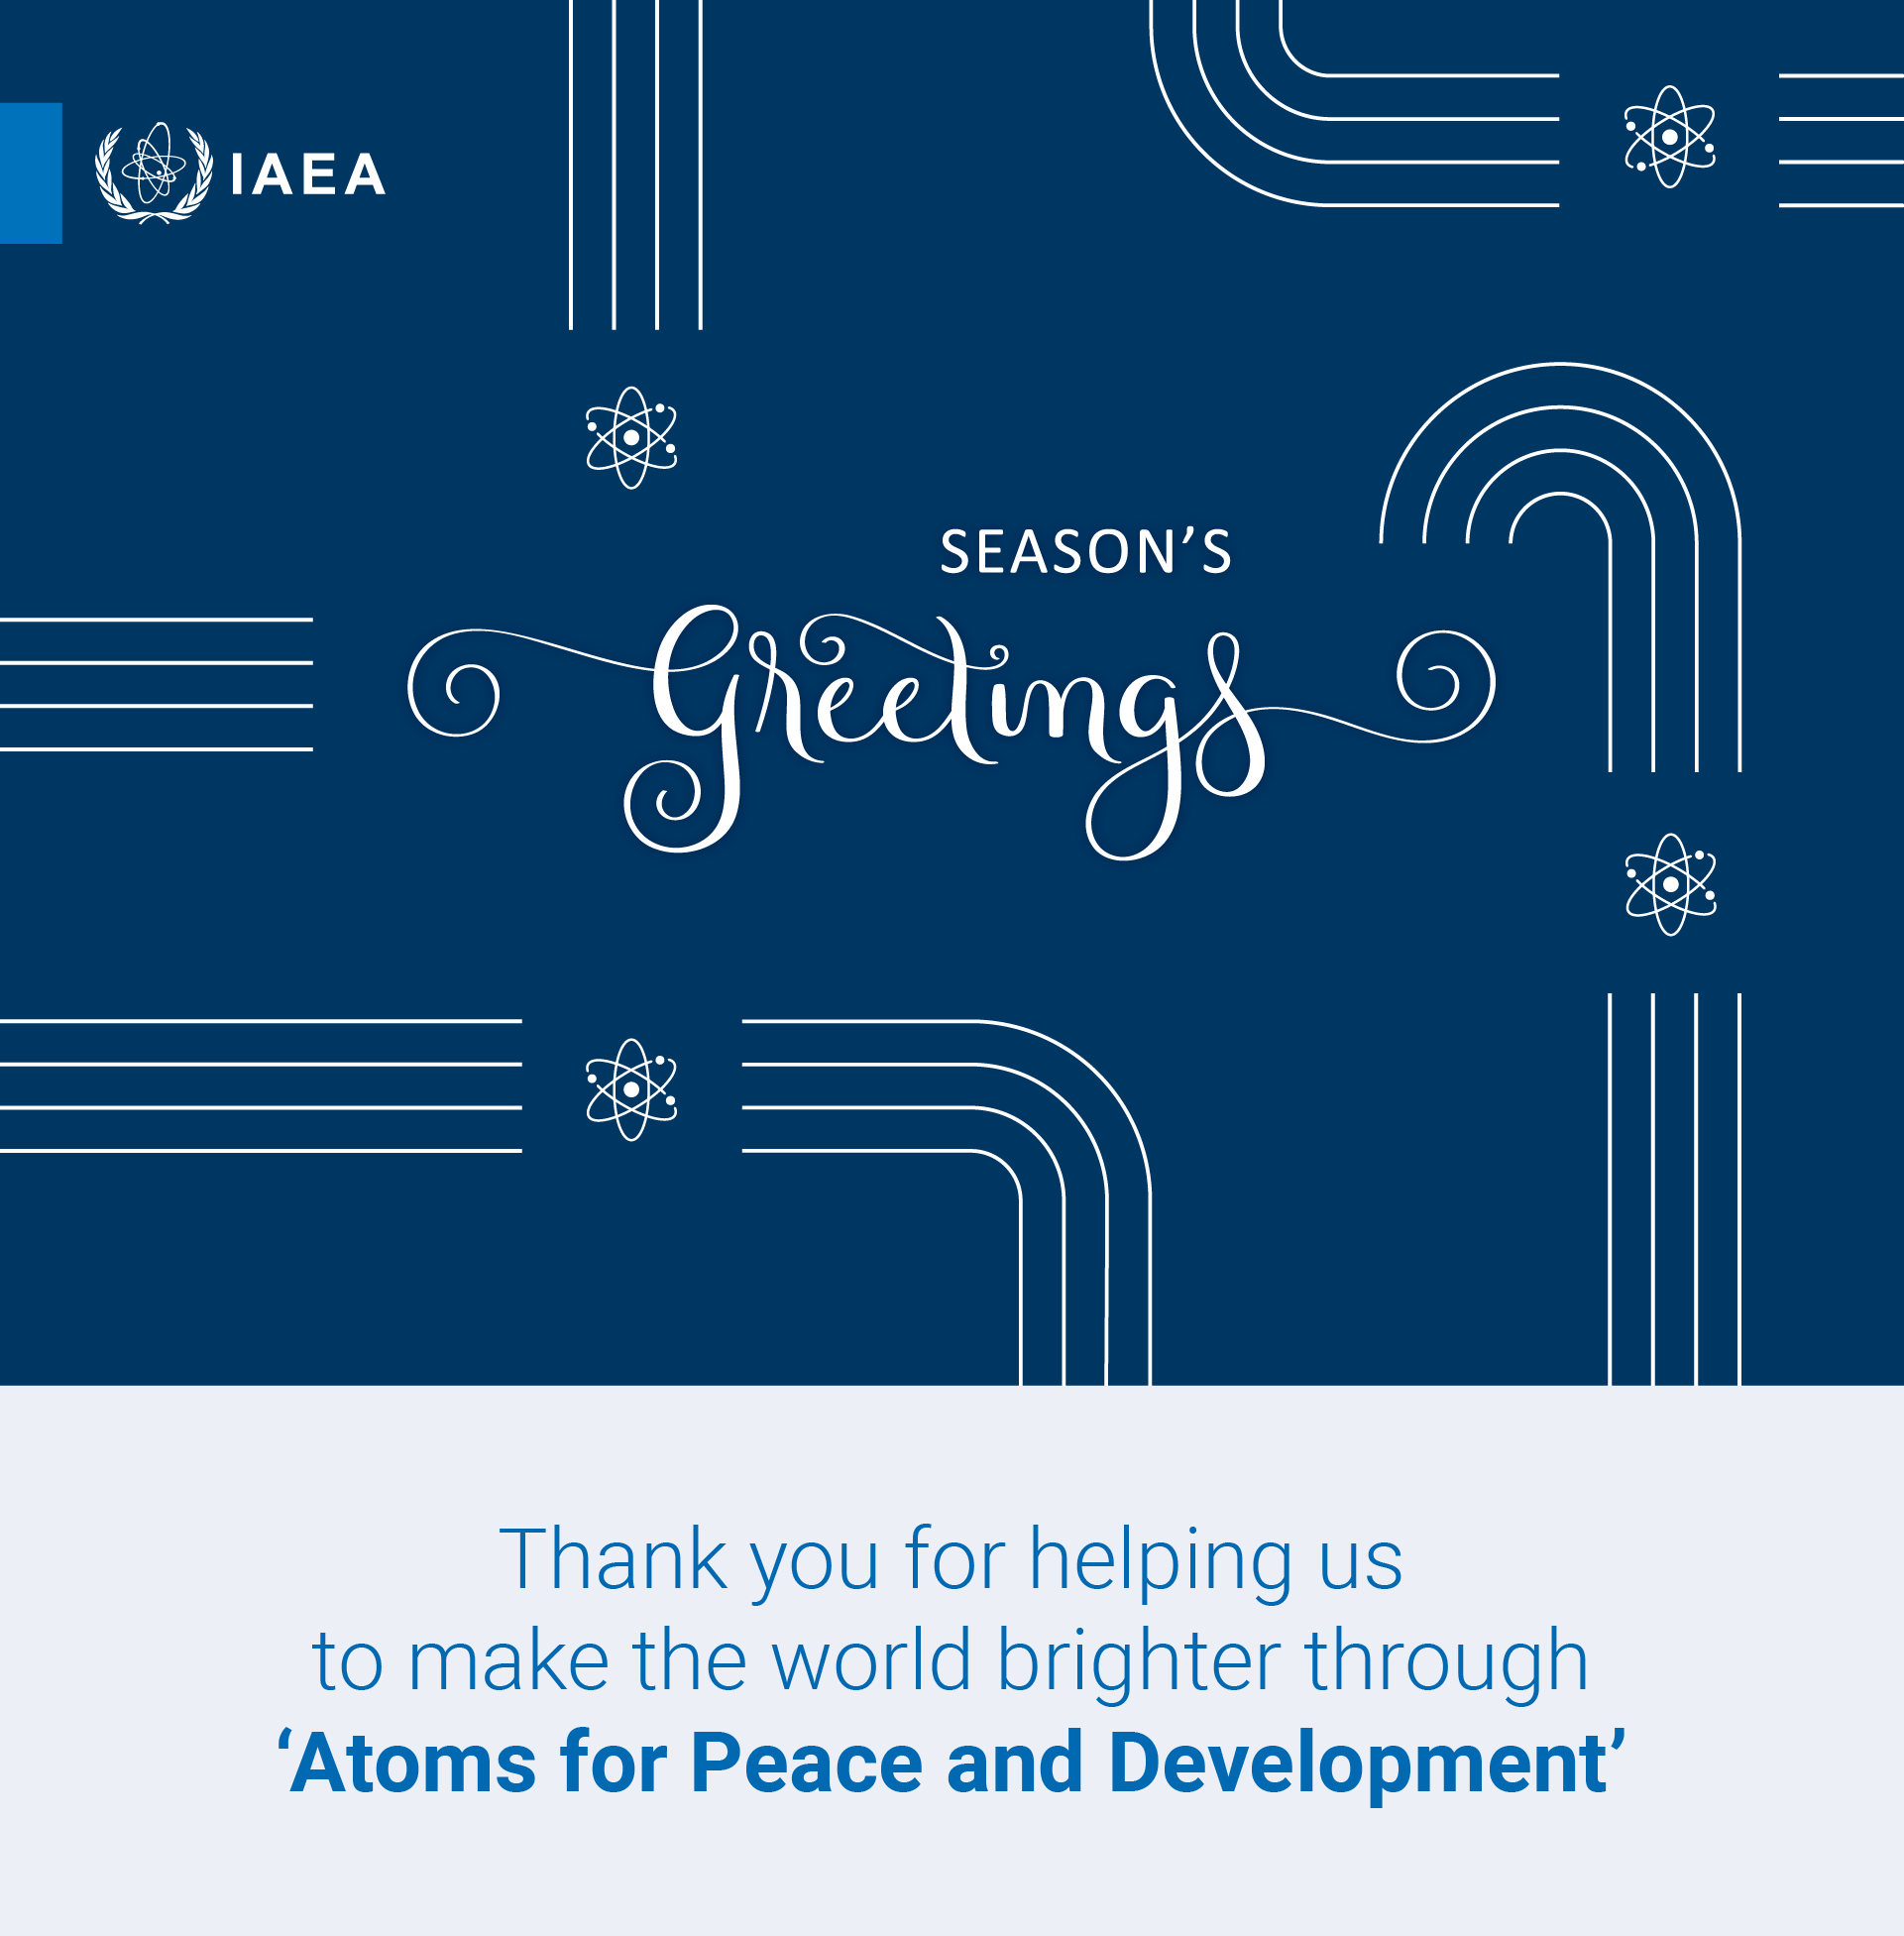 IAEA
SEASON’S
Greetings
Thank you for helping us
to make the world brighter through
‘Atoms for Peace and Development’